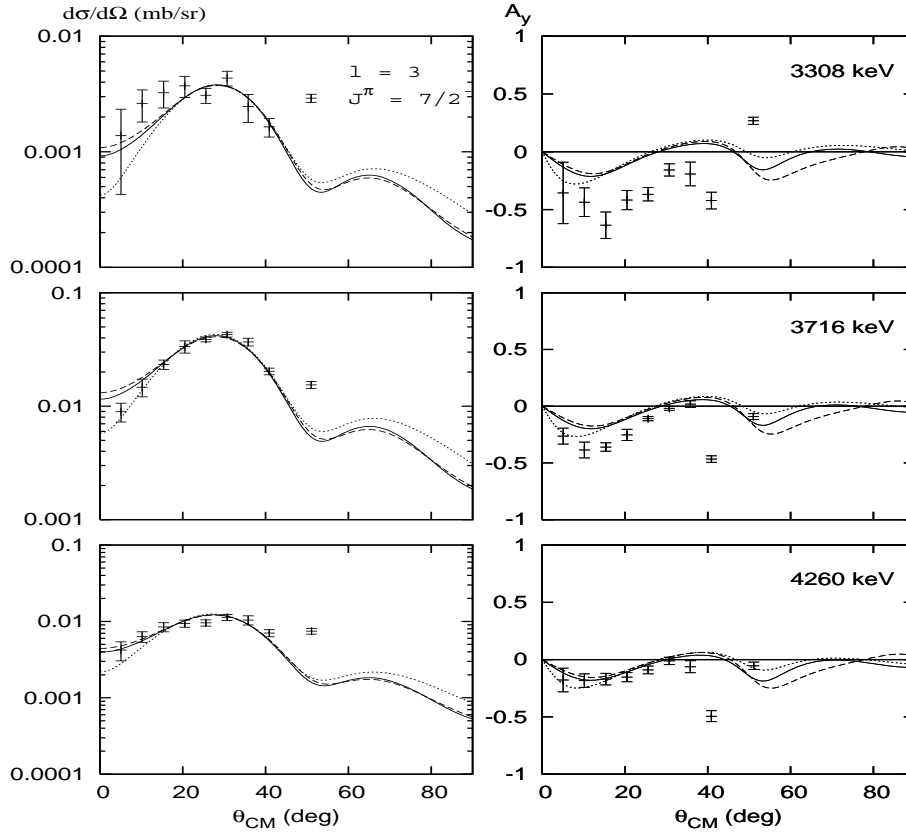 dσ/dΩ (mb/sr)
A_y
0.01
0.001
0.0001
l = 3
J^π = 7/2^-
1
0.5
0
-0.5
-1
3308 keV
0.1
0.01
0.001
1
0.5
0
-0.5
-1
3716 keV
0.1
0.01
0.001
0.0001
1
0.5
0
-0.5
-1
4260 keV
0 20 40 60 80
0 20 40 60 80
θ_CM (deg)
θ_CM (deg)